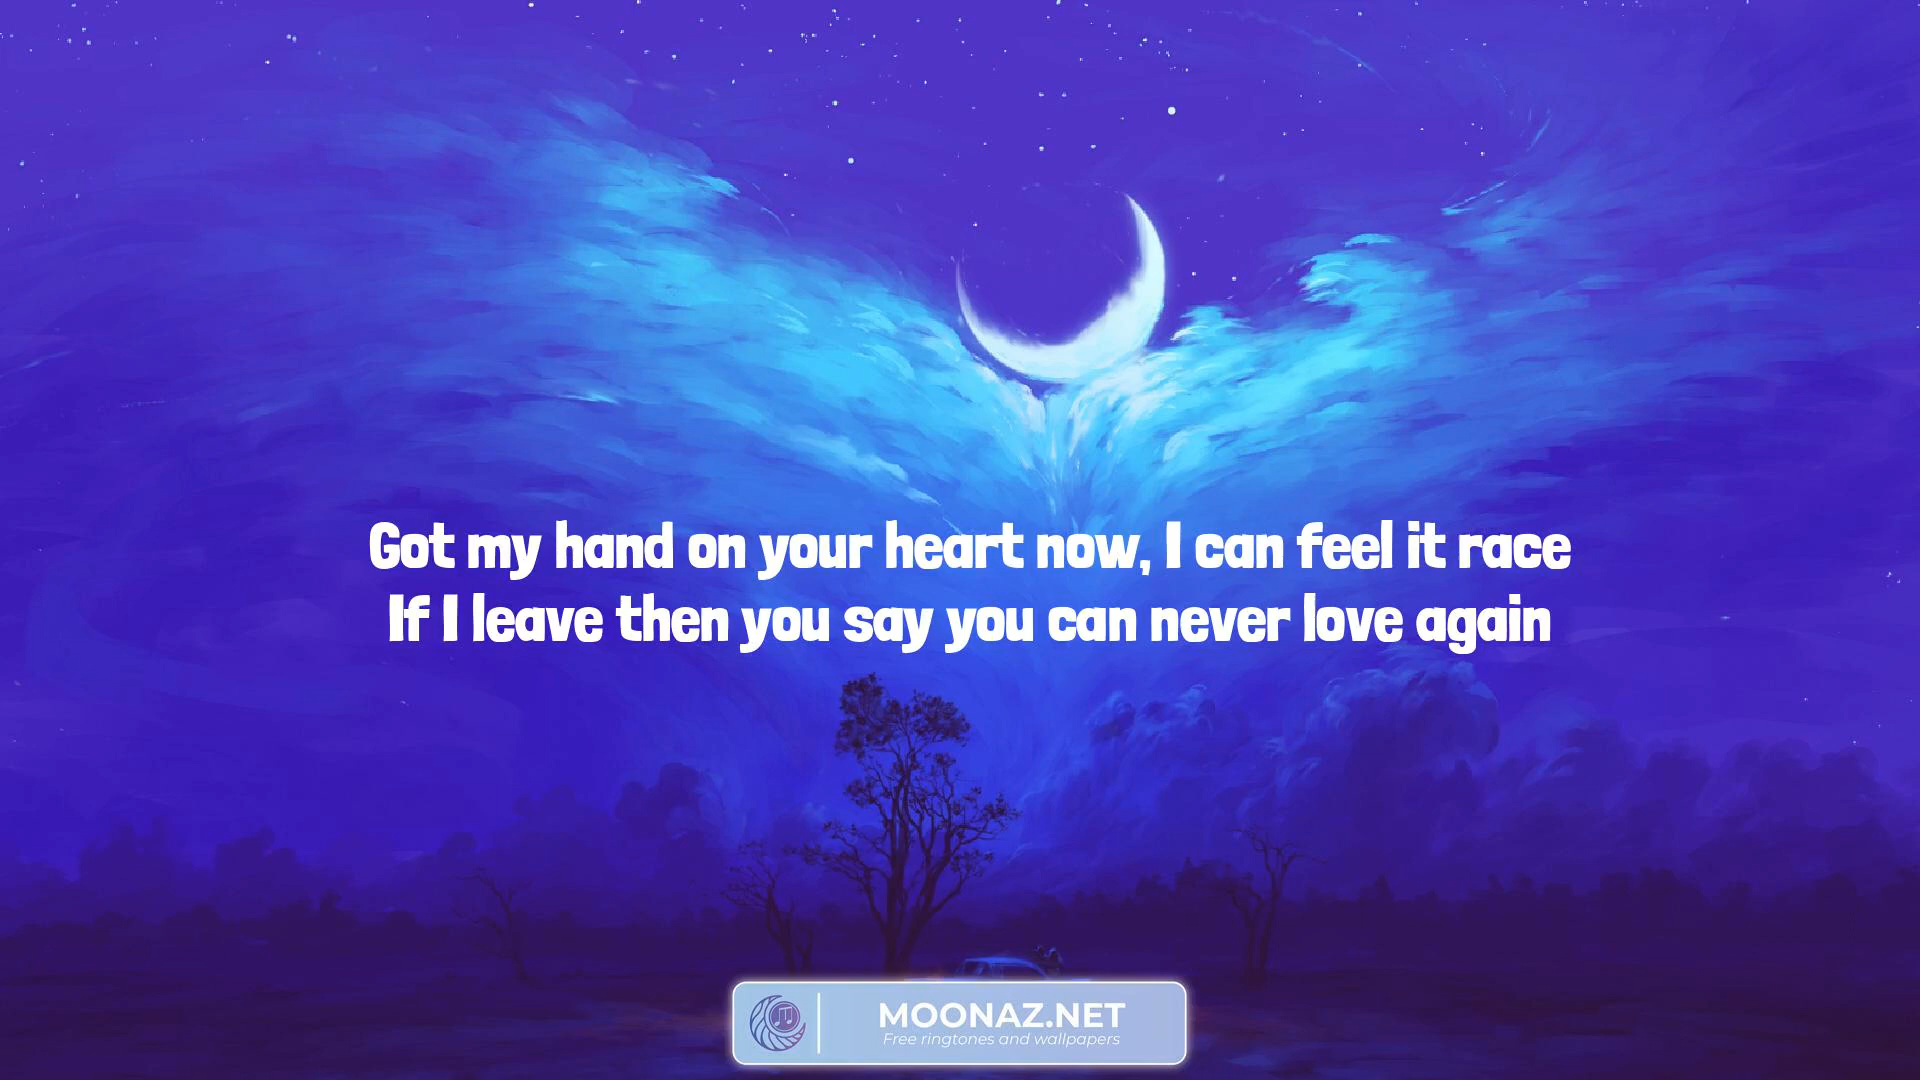 Got my hand on your heart now, I can feel it race
If I leave then you say you can never love again
MOONAZ.NET
Free ringtones and wallpapers